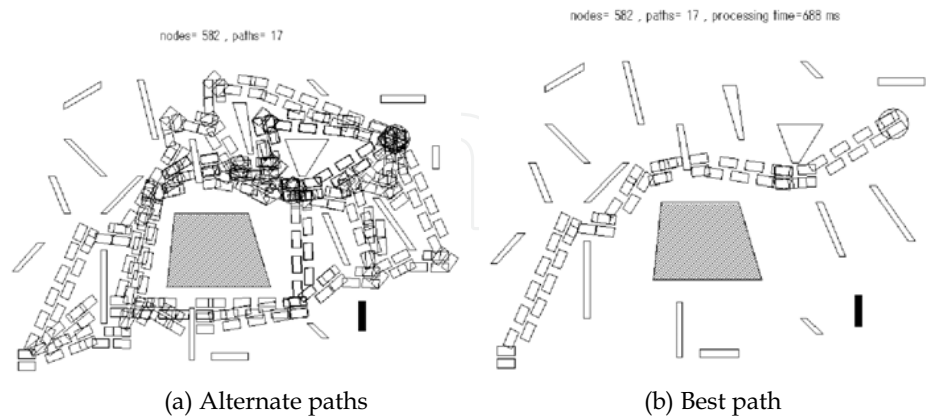 nodes= 582 , paths= 17
nodes= 582 , paths= 17 , processing time=688 ms
(a) Alternate paths
(b) Best path